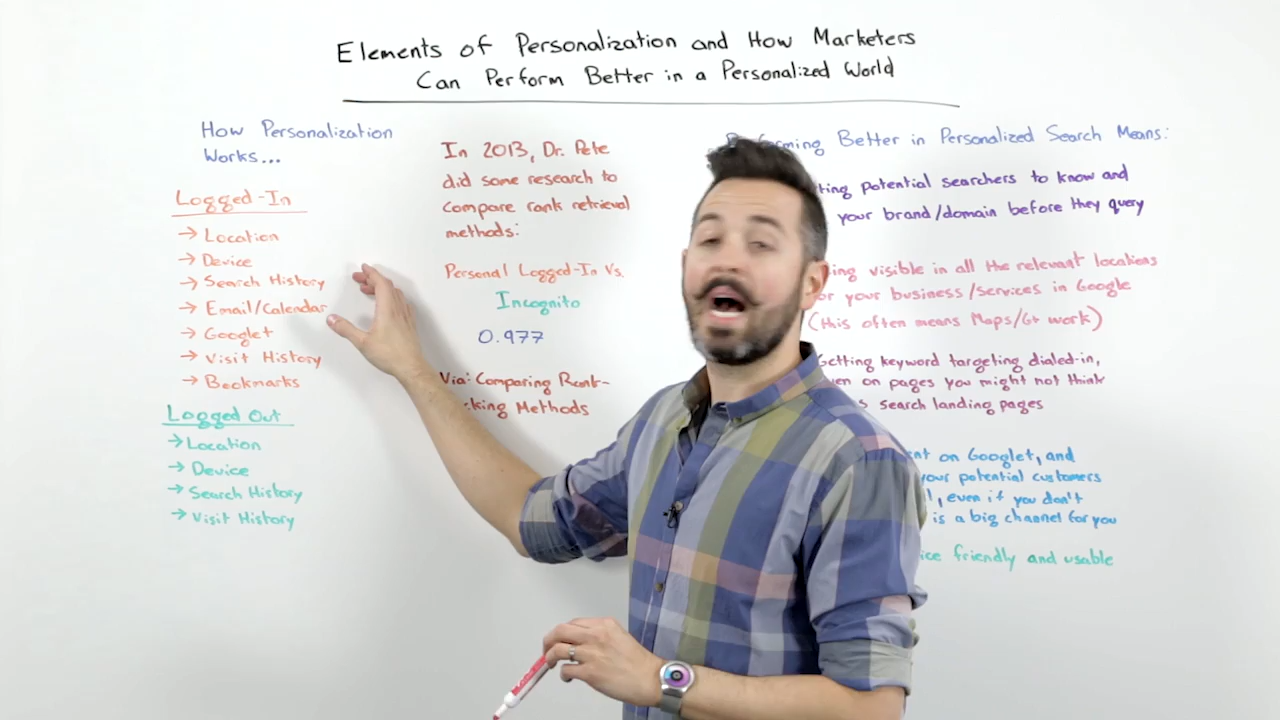 Elements of Personalization and How Marketers
Can Perform Better in a Personalized World
How Personalization
Works...
Logged-In
→ Location
→ Device
→ Search History
→ Email/Calendar
→ Google+
→ Visit History
→ Bookmarks
Logged Out
→ Location
→ Device
→ Search History
→ Visit History
In 2013, Dr. Pete
did some research to
compare rank retrieval
methods:
Personal Logged-In Vs.
Incognito
0.977
Via: Comparing Rank-
Methods
Better in Personalized Search Means:
potential searchers to know and
your brand/domain before they query
visible in all the relevant locations
your business/services in Google
(this often means Maps/G+ work)
Getting keyword targeting dialed-in,
on pages you might not think
search landing pages
on Google+, and
your potential customers
, even if you don't
is a big channel for you
friendly and usable